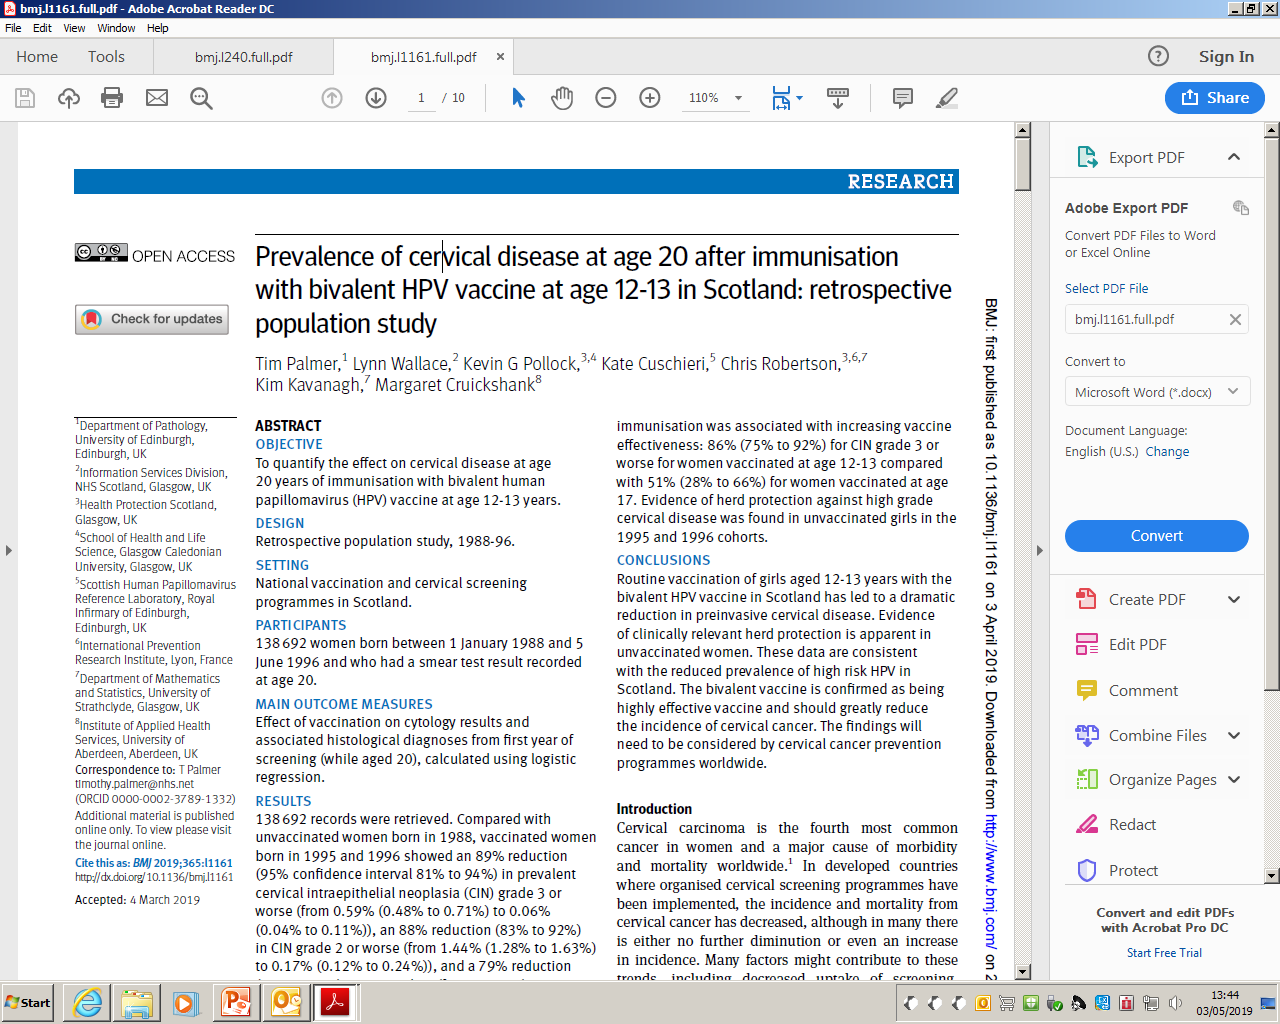 bmj.l1161.full.pdf - Adobe Acrobat Reader DC
File Edit View Window Help
Home Tools bmj.l240.full.pdf bmj.l1161.full.pdf × ? Sign In
1 / 10 110% Share
RESEARCH
OPEN ACCESS
Check for updates
Prevalence of cervical disease at age 20 after immunisation
with bivalent HPV vaccine at age 12-13 in Scotland: retrospective
population study
Tim Palmer,1 Lynn Wallace,2 Kevin G Pollock,3,4 Kate Cuschieri,5 Chris Robertson,3,6,7
Kim Kavanagh,7 Margaret Cruickshank8
1Department of Pathology,
University of Edinburgh,
Edinburgh, UK
2Information Services Division,
NHS Scotland, Glasgow, UK
3Health Protection Scotland,
Glasgow, UK
4School of Health and Life
Science, Glasgow Caledonian
University, Glasgow, UK
5Scottish Human Papillomavirus
Reference Laboratory, Royal
Infirmary of Edinburgh,
Edinburgh, UK
6International Prevention
Research Institute, Lyon, France
7Department of Mathematics
and Statistics, University of
Strathclyde, Glasgow, UK
8Institute of Applied Health
Services, University of
Aberdeen, Aberdeen, UK
Correspondence to: T Palmer
timothy.palmer@nhs.net
(ORCID 0000-0002-3789-1332)
Additional material is published
online only. To view please visit
the journal online.
Cite this as: BMJ 2019;365:l1161
http://dx.doi.org/10.1136/bmj.l1161
Accepted: 4 March 2019
ABSTRACT
OBJECTIVE
To quantify the effect on cervical disease at age
20 years of immunisation with bivalent human
papillomavirus (HPV) vaccine at age 12-13 years.
DESIGN
Retrospective population study, 1988-96.
SETTING
National vaccination and cervical screening
programmes in Scotland.
PARTICIPANTS
138 692 women born between 1 January 1988 and 5
June 1996 and who had a smear test result recorded
at age 20.
MAIN OUTCOME MEASURES
Effect of vaccination on cytology results and
associated histological diagnoses from first year of
screening (while aged 20), calculated using logistic
regression.
RESULTS
138 692 records were retrieved. Compared with
unvaccinated women born in 1988, vaccinated women
born in 1995 and 1996 showed an 89% reduction
(95% confidence interval 81% to 94%) in prevalent
cervical intraepithelial neoplasia (CIN) grade 3 or
worse (from 0.59% (0.48% to 0.71%) to 0.06%
(0.04% to 0.11%)), an 88% reduction (83% to 92%)
in CIN grade 2 or worse (from 1.44% (1.28% to 1.63%)
to 0.17% (0.12% to 0.24%)), and a 79% reduction
immunisation was associated with increasing vaccine
effectiveness: 86% (75% to 92%) for CIN grade 3 or
worse for women vaccinated at age 12-13 compared
with 51% (28% to 66%) for women vaccinated at age
17. Evidence of herd protection against high grade
cervical disease was found in unvaccinated girls in the
1995 and 1996 cohorts.
CONCLUSIONS
Routine vaccination of girls aged 12-13 years with the
bivalent HPV vaccine in Scotland has led to a dramatic
reduction in preinvasive cervical disease. Evidence
of clinically relevant herd protection is apparent in
unvaccinated women. These data are consistent
with the reduced prevalence of high risk HPV in
Scotland. The bivalent vaccine is confirmed as being
highly effective vaccine and should greatly reduce
the incidence of cervical cancer. The findings will
need to be considered by cervical cancer prevention
programmes worldwide.
Introduction
Cervical carcinoma is the fourth most common
cancer in women and a major cause of morbidity
and mortality worldwide.1 In developed countries
where organised cervical screening programmes have
been implemented, the incidence and mortality from
cervical cancer has decreased, although in many there
is either no further diminution or even an increase
in incidence. Many factors might contribute to these
trends, including decreased uptake of screening,
BMJ: first published as 10.1136/bmj.l1161 on 3 April 2019. Downloaded from http://www.bmj.com/ on 2
Export PDF
Adobe Export PDF
Convert PDF Files to Word
or Excel Online
Select PDF File
bmj.l1161.full.pdf
Convert to
Microsoft Word (*.docx)
Document Language:
English (U.S.) Change
Convert
Create PDF
Edit PDF
Comment
Combine Files
Organize Pages
Redact
Protect
Convert and edit PDFs
with Acrobat Pro DC
Start Free Trial
Start
13:44
03/05/2019